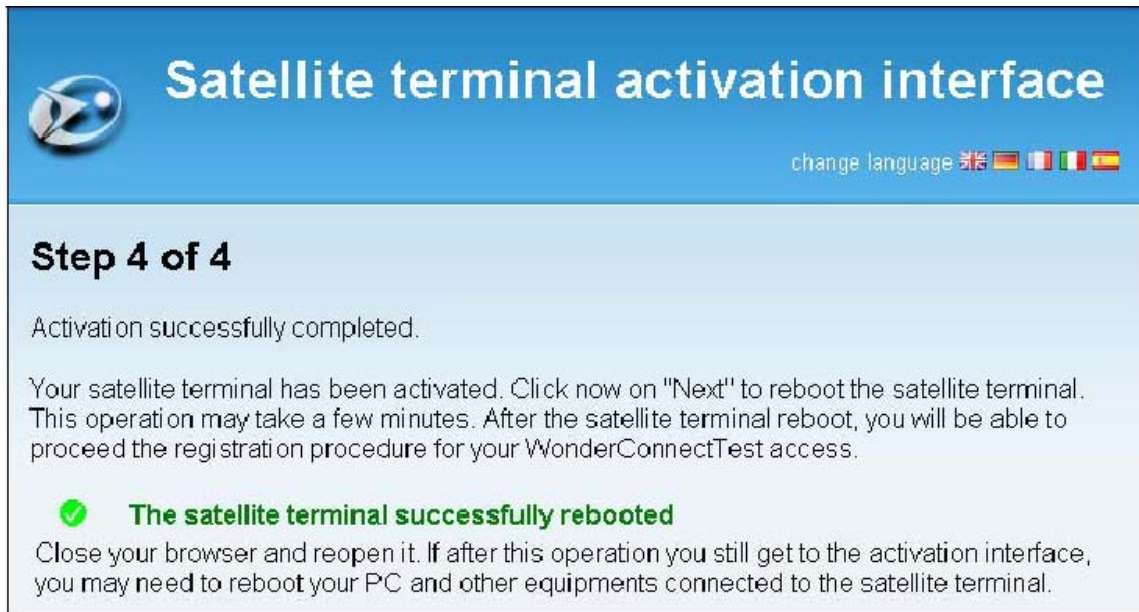 Satellite terminal activation interface
change language
Step 4 of 4
Activation successfully completed.
Your satellite terminal has been activated. Click now on "Next" to reboot the satellite terminal.
This operation may take a few minutes. After the satellite terminal reboot, you will be able to
proceed the registration procedure for your WonderConnectTest access.
The satellite terminal successfully rebooted
Close your browser and reopen it. If after this operation you still get to the activation interface,
you may need to reboot your PC and other equipments connected to the satellite terminal.